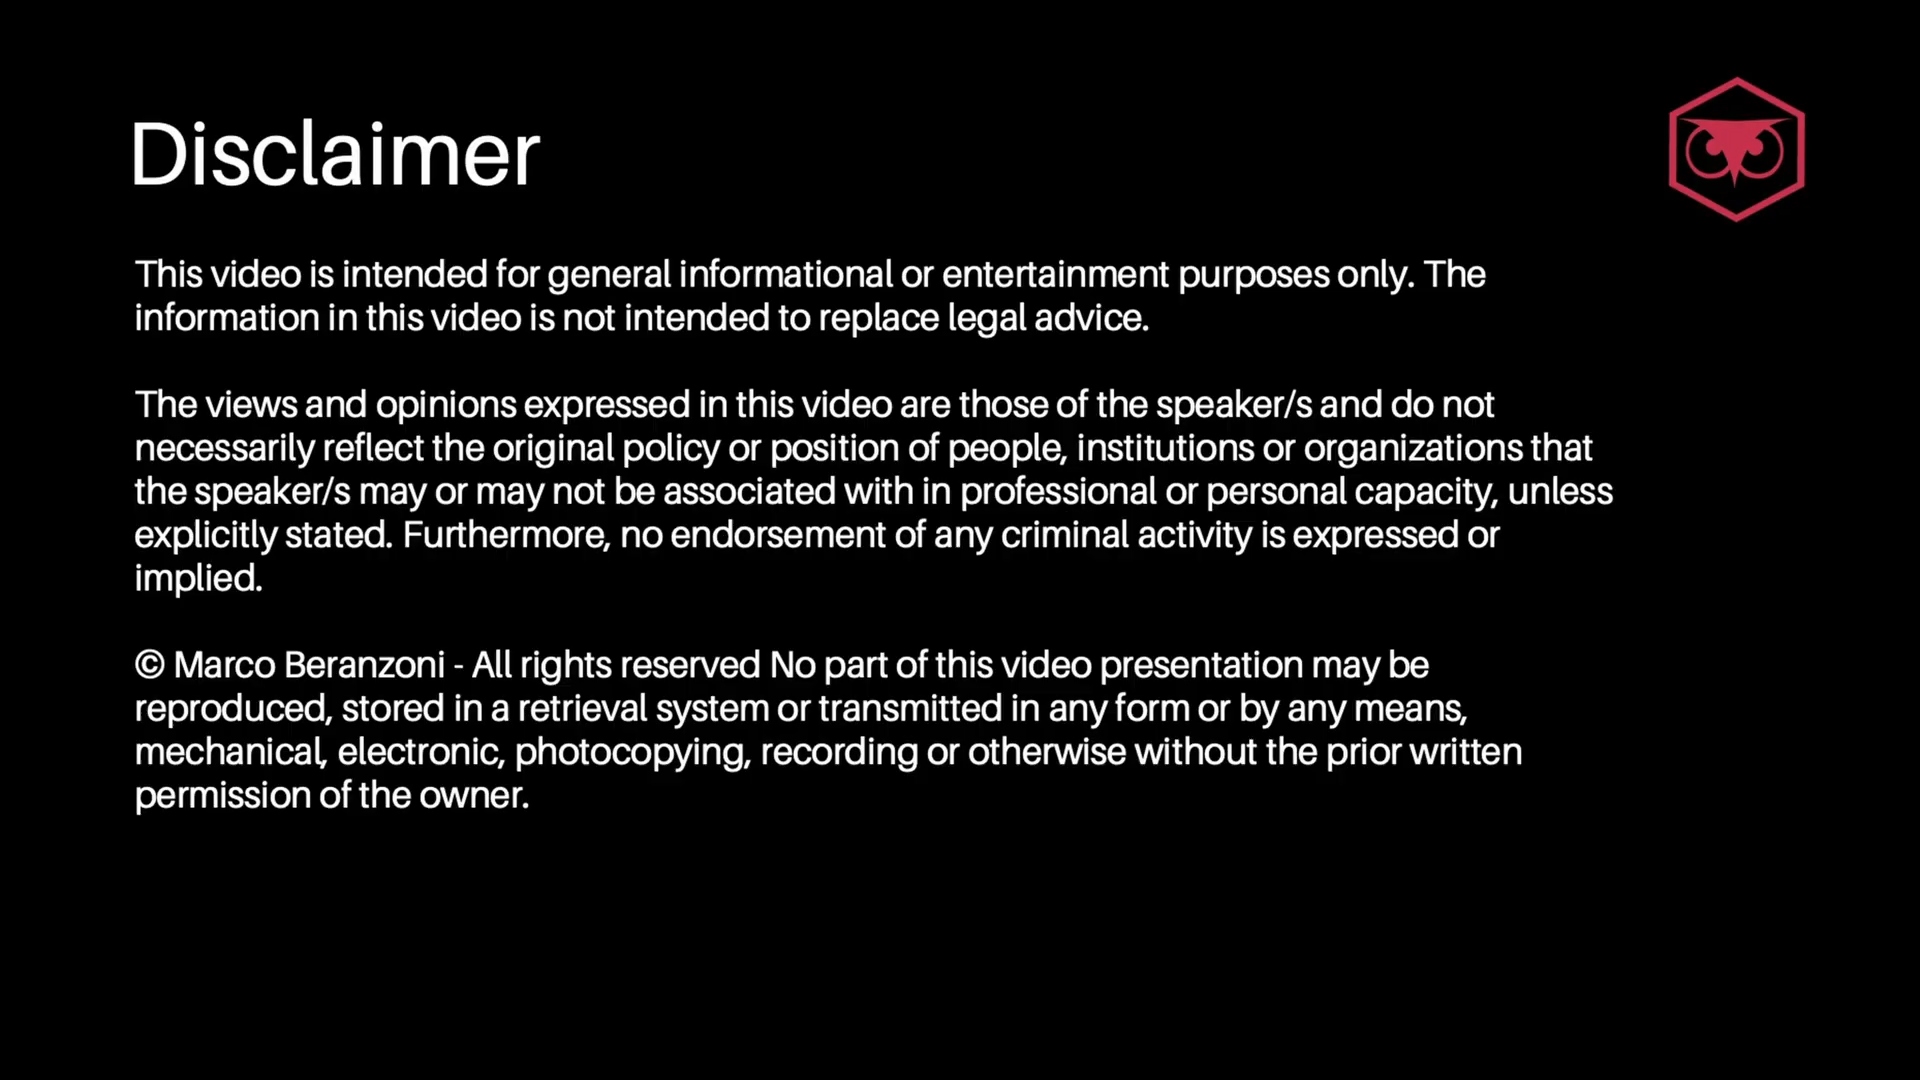 Disclaimer
This video is intended for general informational or entertainment purposes only. The
information in this video is not intended to replace legal advice.
The views and opinions expressed in this video are those of the speaker/s and do not
necessarily reflect the original policy or position of people, institutions or organizations that
the speaker/s may or may not be associated with in professional or personal capacity, unless
explicitly stated. Furthermore, no endorsement of any criminal activity is expressed or
implied.
© Marco Beranzoni - All rights reserved No part of this video presentation may be
reproduced, stored in a retrieval system or transmitted in any form or by any means,
mechanical, electronic, photocopying, recording or otherwise without the prior written
permission of the owner.